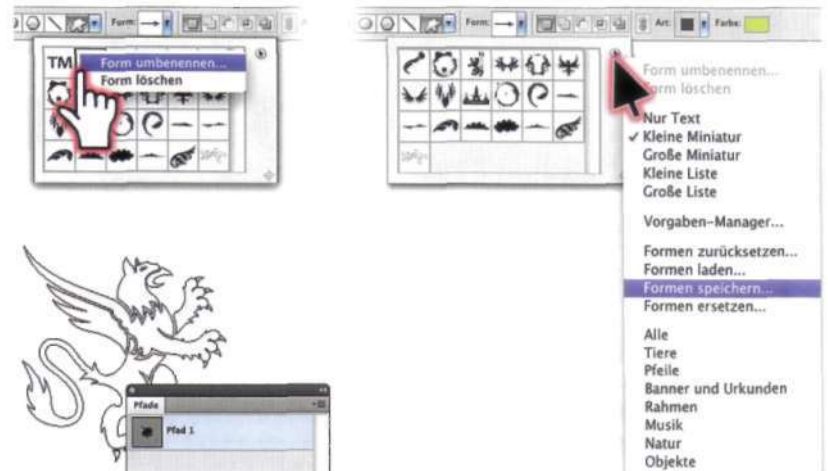 Form:
TM
Form umbenennen...
Form löschen
Form:
Art:
Farbe:
Form umbenennen...
Form löschen
Nur Text
✓ Kleine Miniatur
Große Miniatur
Kleine Liste
Große Liste
Vorgaben-Manager...
Formen zurücksetzen...
Formen laden...
Formen speichern...
Formen ersetzen...
Alle
Tiere
Pfeile
Banner und Urkunden
Rahmen
Musik
Natur
Objekte
Pfade
Pfad 1